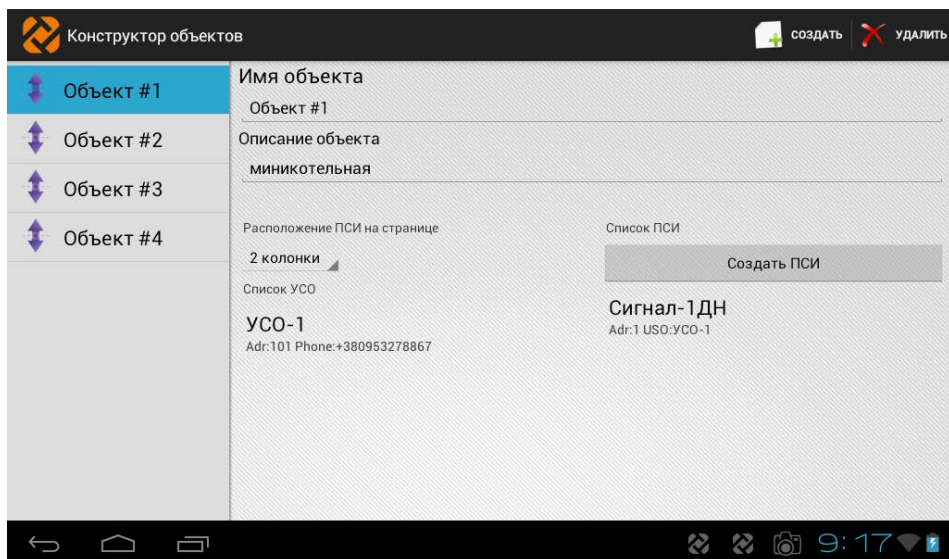 Конструктор объектов
СОЗДАТЬ
УДАЛИТЬ
Объект #1
Объект #2
Объект #3
Объект #4
Имя объекта
Объект #1
Описание объекта
миникотельная
Расположение ПСИ на странице
2 колонки
Список УСО
УСО-1
Adr:101 Phone:+380953278867
Список ПСИ
Создать ПСИ
Сигнал-1ДН
Adr:1 USO:УСО-1
9:17